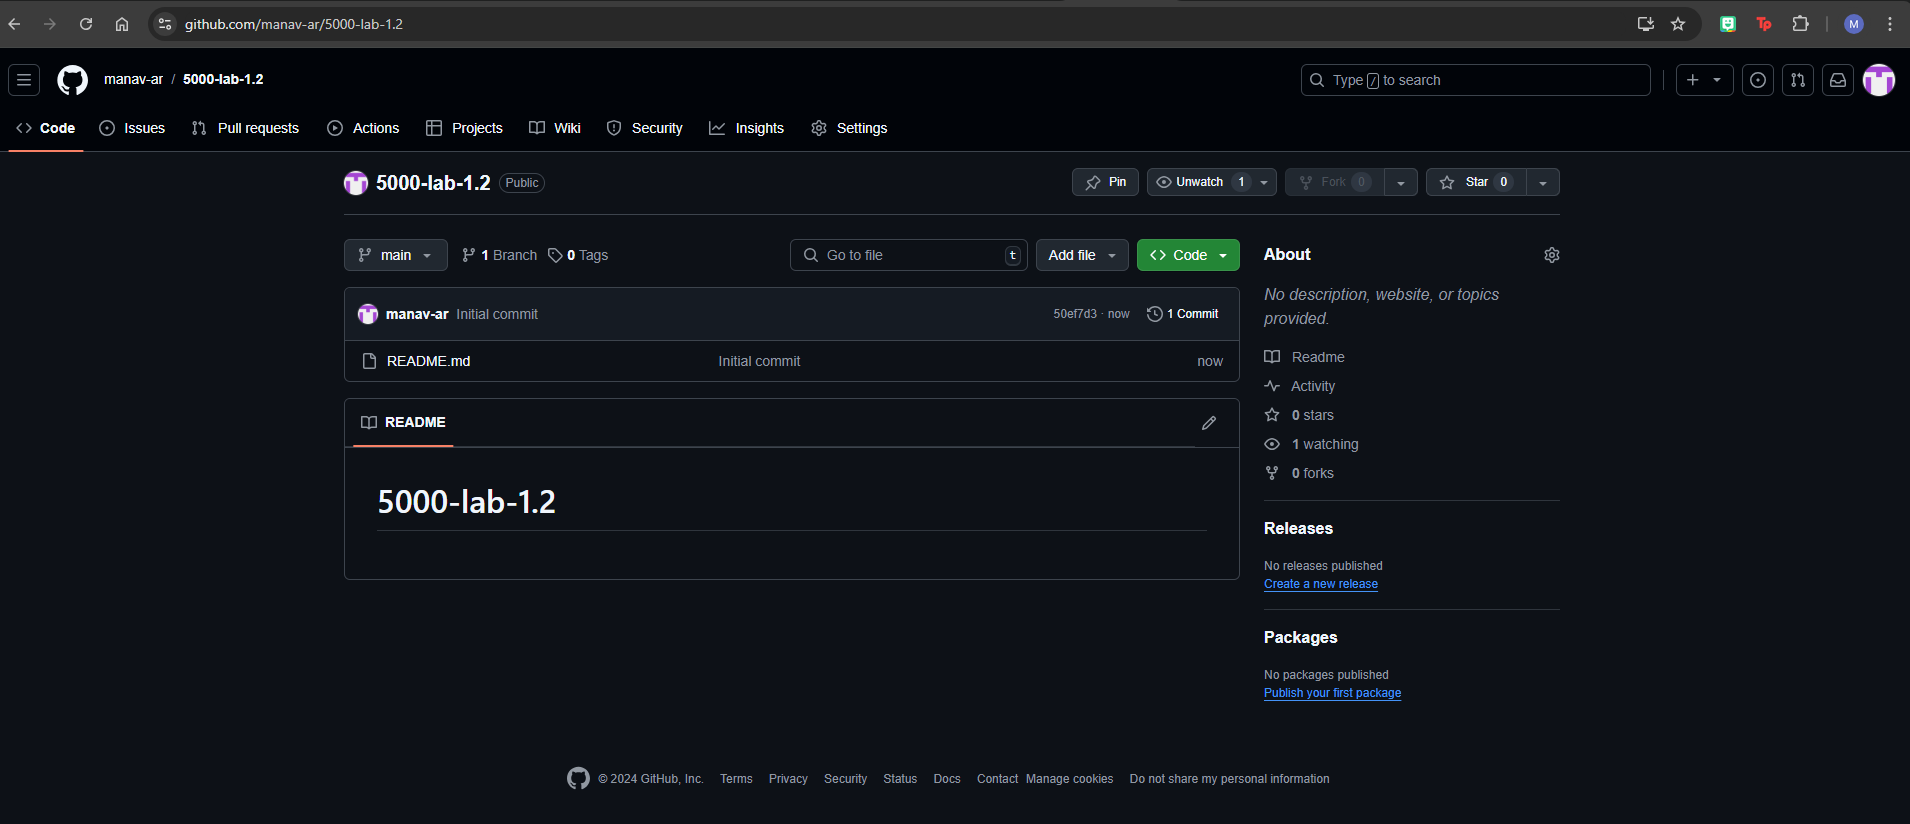 github.com/manav-ar/5000-lab-1.2
M
manav-ar / 5000-lab-1.2
Type / to search
Code Issues Pull requests Actions Projects Wiki Security Insights Settings
5000-lab-1.2 Public
Pin Unwatch 1 Fork 0 Star 0
main 1 Branch 0 Tags Go to file t Add file Code
manav-ar Initial commit 50ef7d3 · now 1 Commit
README.md Initial commit now
README
5000-lab-1.2
About
No description, website, or topics
provided.
Readme
Activity
0 stars
1 watching
0 forks
Releases
No releases published
Create a new release
Packages
No packages published
Publish your first package
© 2024 GitHub, Inc. Terms Privacy Security Status Docs Contact Manage cookies Do not share my personal information